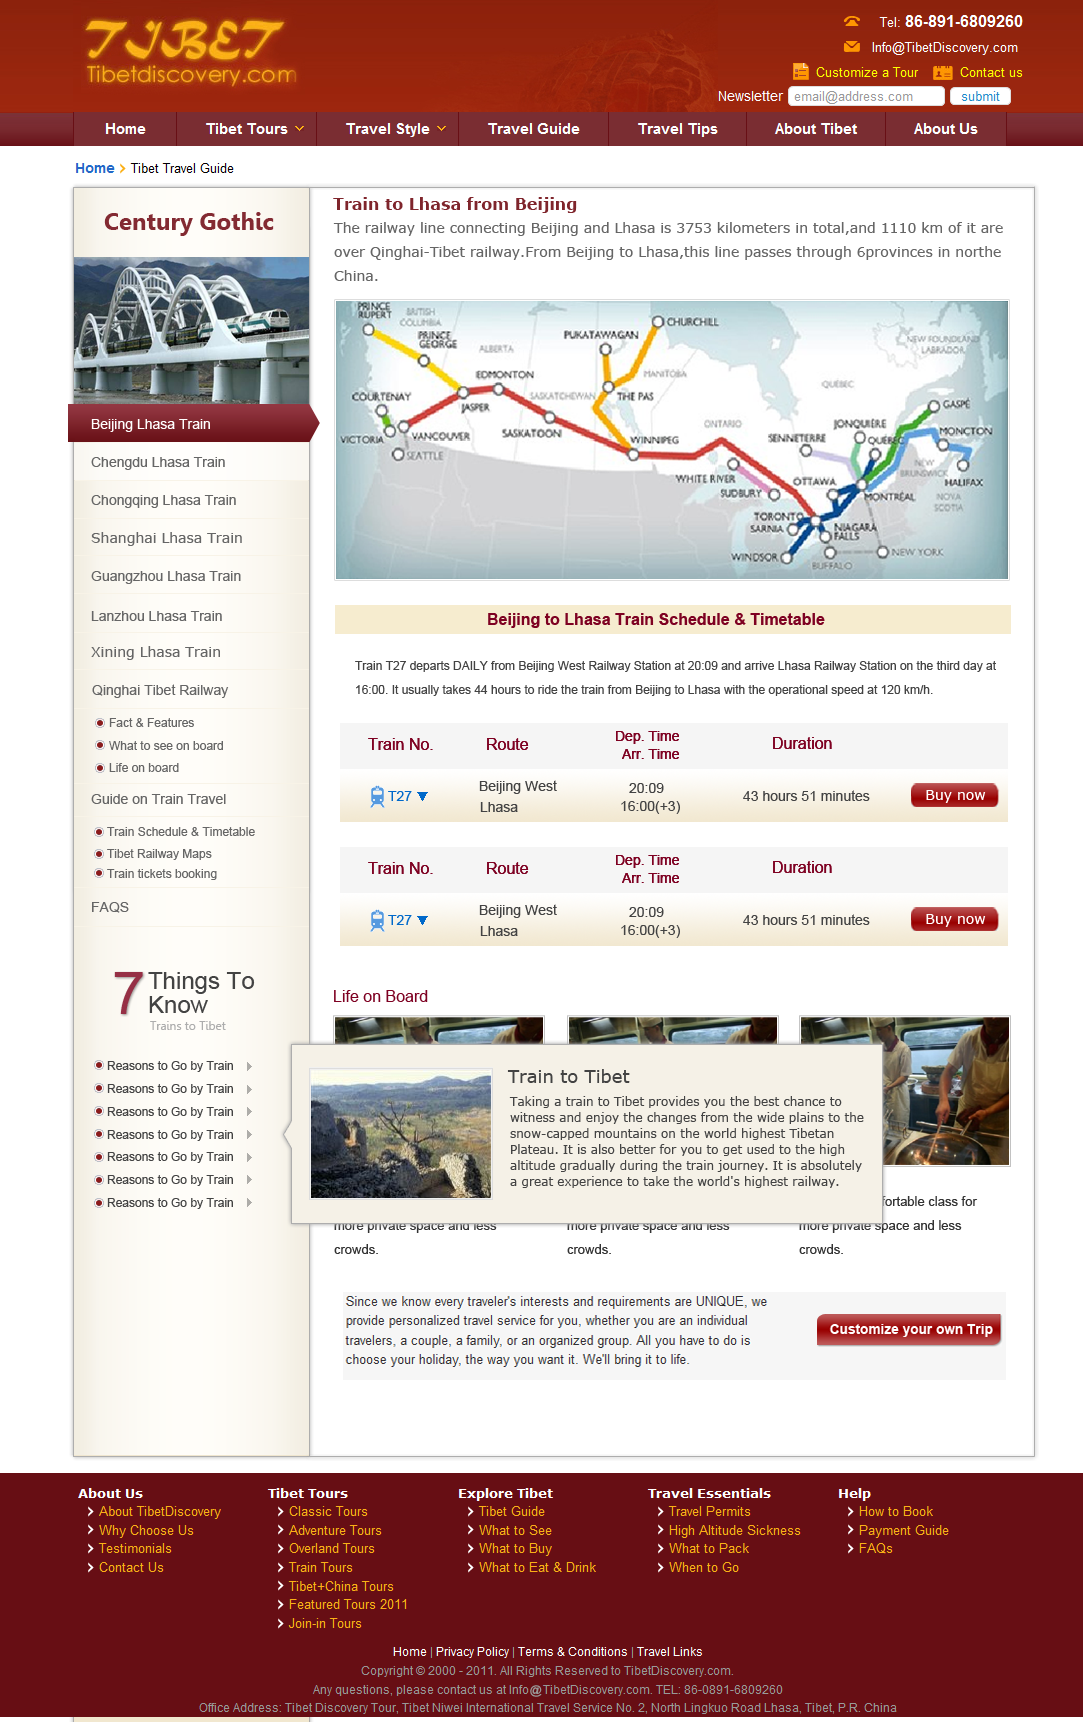 TIBET
Tibetdiscovery.com
Tel: 86-891-6809260
Info@TibetDiscovery.com
Customize a Tour Contact us
Newsletter email@address.com submit
Home Tibet Tours Travel Style Travel Guide Travel Tips About Tibet About Us
Home Tibet Travel Guide
Century Gothic
Beijing Lhasa Train
Chengdu Lhasa Train
Chongqing Lhasa Train
Shanghai Lhasa Train
Guangzhou Lhasa Train
Lanzhou Lhasa Train
Xining Lhasa Train
Qinghai Tibet Railway
Fact & Features
What to see on board
Life on board
Guide on Train Travel
Train Schedule & Timetable
Tibet Railway Maps
Train tickets booking
FAQS
7 Things To
Know
Trains to Tibet
Reasons to Go by Train
Reasons to Go by Train
Reasons to Go by Train
Reasons to Go by Train
Reasons to Go by Train
Reasons to Go by Train
Reasons to Go by Train
Train to Lhasa from Beijing
The railway line connecting Beijing and Lhasa is 3753 kilometers in total,and 1110 km of it are
over Qinghai-Tibet railway.From Beijing to Lhasa,this line passes through 6provinces in northe
China.
PRINCE
RUPERT
BRITISH
COLUMBIA
PRINCE
GEORGE
ALBERTA
PUKATAWAGAN
CHURCHILL
NEW FOUNDLAND
LABRADOR
EDMONTON
MANITOBA
QUÉBEC
COURTENAY
JASPER
SASKATCHEWAN
THE PAS
GASPÉ
VICTORIA
VANCOUVER
SEATTLE
SASKATOON
WINNIPEG
ONTARIO
SENNETERRE
JONQUIÈRE
QUÉBEC
MONCTON
WHITE RIVER
SUDBURY
OTTAWA
MONTRÉAL
NEW
BRUNSWICK
HALIFAX
NOVA
SCOTIA
TORONTO
SARNIA
NIAGARA
FALLS
WINDSOR
BUFFALO
NEW YORK
Beijing to Lhasa Train Schedule & Timetable
Train T27 departs DAILY from Beijing West Railway Station at 20:09 and arrive Lhasa Railway Station on the third day at
16:00. It usually takes 44 hours to ride the train from Beijing to Lhasa with the operational speed at 120 km/h.
Train No. Route Dep. Time Arr. Time Duration
T27 Beijing West Lhasa 20:09 16:00(+3) 43 hours 51 minutes Buy now
Train No. Route Dep. Time Arr. Time Duration
T27 Beijing West Lhasa 20:09 16:00(+3) 43 hours 51 minutes Buy now
Life on Board
Train to Tibet
Taking a train to Tibet provides you the best chance to
witness and enjoy the changes from the wide plains to the
snow-capped mountains on the world highest Tibetan
Plateau. It is also better for you to get used to the high
altitude gradually during the train journey. It is absolutely
a great experience to take the world's highest railway.
class for
more private space and less more private space and less more private space and less
crowds. crowds. crowds.
Since we know every traveler's interests and requirements are UNIQUE, we
provide personalized travel service for you, whether you are an individual
travelers, a couple, a family, or an organized group. All you have to do is
choose your holiday, the way you want it. We'll bring it to life.
Customize your own Trip
About Us
About TibetDiscovery
Why Choose Us
Testimonials
Contact Us
Tibet Tours
Classic Tours
Adventure Tours
Overland Tours
Train Tours
Tibet+China Tours
Featured Tours 2011
Join-in Tours
Explore Tibet
Tibet Guide
What to See
What to Buy
What to Eat & Drink
Travel Essentials
Travel Permits
High Altitude Sickness
What to Pack
When to Go
Help
How to Book
Payment Guide
FAQs
Home | Privacy Policy | Terms & Conditions | Travel Links
Copyright © 2000 - 2011. All Rights Reserved to TibetDiscovery.com.
Any questions, please contact us at Info@TibetDiscovery.com. TEL: 86-0891-6809260
Office Address: Tibet Discovery Tour, Tibet Niwei International Travel Service No. 2, North Lingkuo Road Lhasa, Tibet, P.R. China